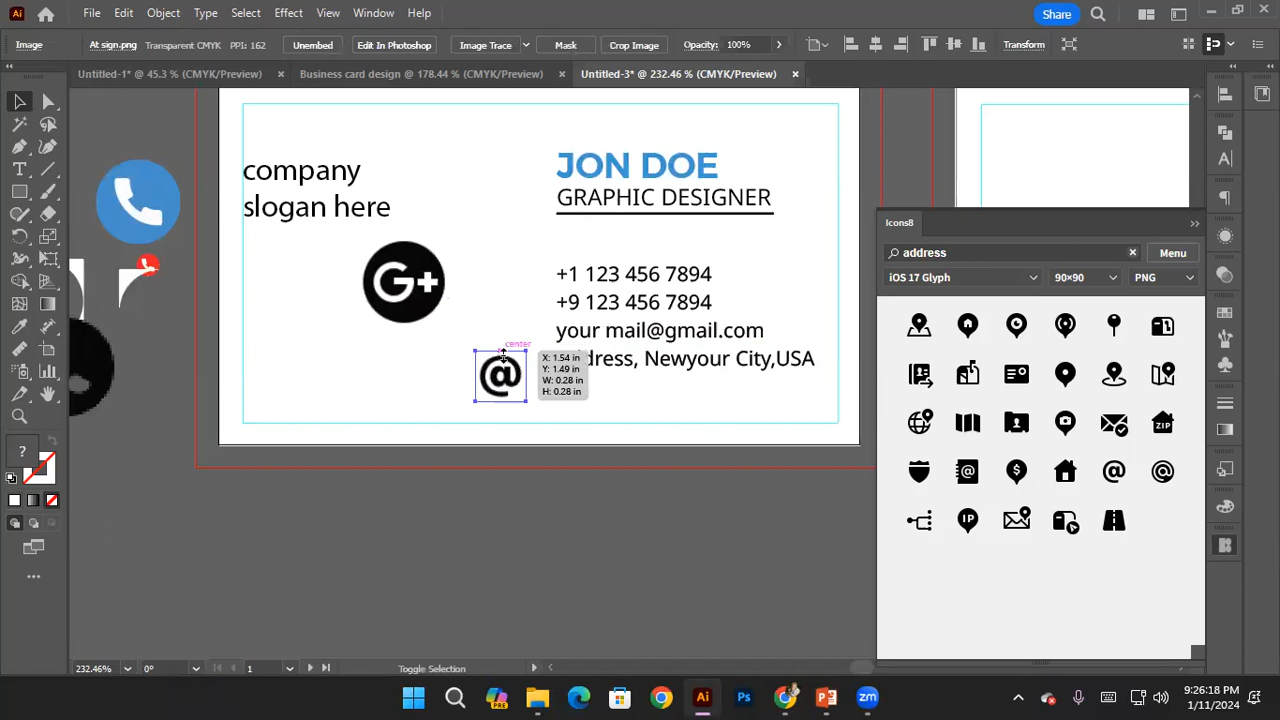 Ai
File Edit Object Type Select Effect View Window Help
Share
Image At sign.png Transparent CMYK PPI: 162 Unembed Edit In Photoshop Image Trace Mask Crop Image Opacity: 100% Transform
Untitled-1* @ 45.3 % (CMYK/Preview) × Business card design @ 178.44 % (CMYK/Preview) × Untitled-3* @ 232.46 % (CMYK/Preview) ×
company
slogan here
G+
JON DOE
GRAPHIC DESIGNER
+1 123 456 7894
+9 123 456 7894
your mail@gmail.com
dress, Newyour City,USA
center
@
X: 1.54 in
Y: 1.49 in
W: 0.28 in
H: 0.28 in
Icons8
address
Menu
iOS 17 Glyph 90×90 PNG
ZIP
@ $ @ @
IP
T
?
232.46% 0° 1 Toggle Selection
Ai Ps P zm
9:26:18 PM
1/11/2024